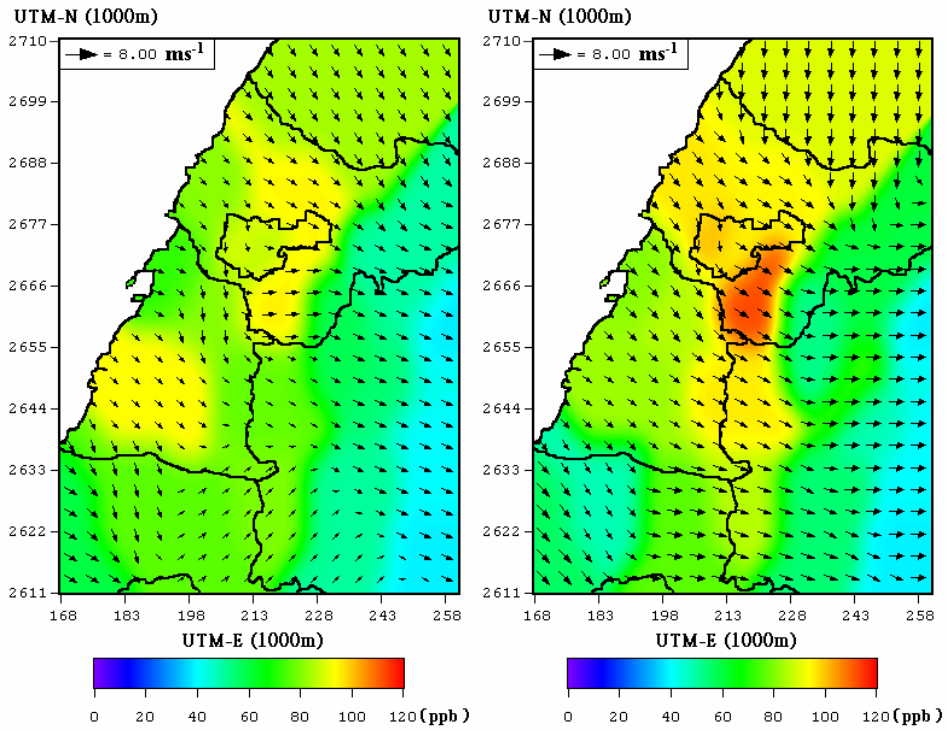 UTM-N (1000m) UTM-N (1000m)
2710 = 8.00 ms-1 2710 = 8.00 ms-1
2699 2699
2688 2688
2677 2677
2666 2666
2655 2655
2644 2644
2633 2633
2622 2622
2611 2611
168 183 198 213 228 243 258 168 183 198 213 228 243 258
UTM-E (1000m) UTM-E (1000m)
0 20 40 60 80 100 120 (ppb) 0 20 40 60 80 100 120 (ppb)